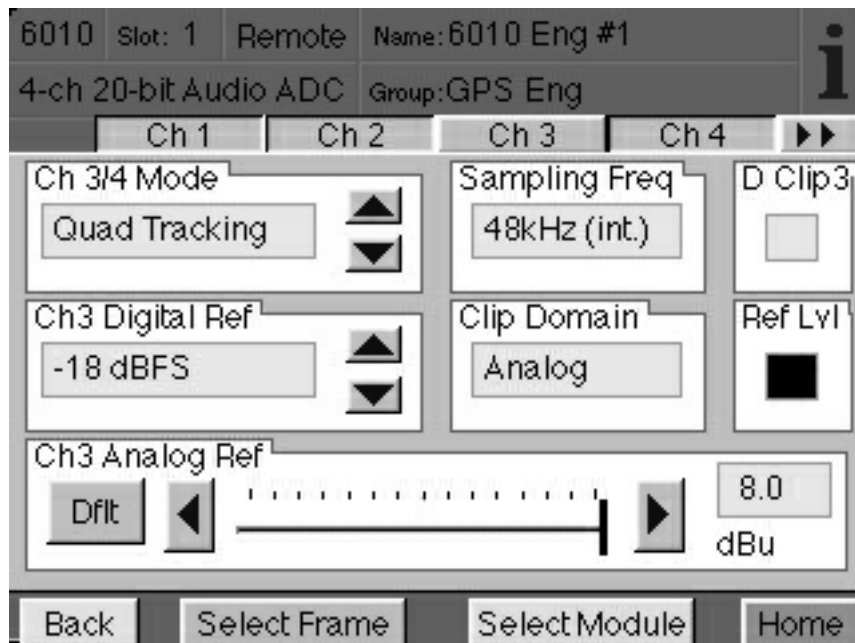 6010 Slot: 1 Remote Name: 6010 Eng #1
4-ch 20-bit Audio ADC Group: GPS Eng
i
Ch 1 Ch 2 Ch 3 Ch 4
Ch 3/4 Mode Sampling Freq D Clip3
Quad Tracking 48kHz (int.)
Ch3 Digital Ref Clip Domain Ref Lvl
-18 dBFS Analog
Ch3 Analog Ref
Dflt 8.0
dBu
Back Select Frame Select Module Home